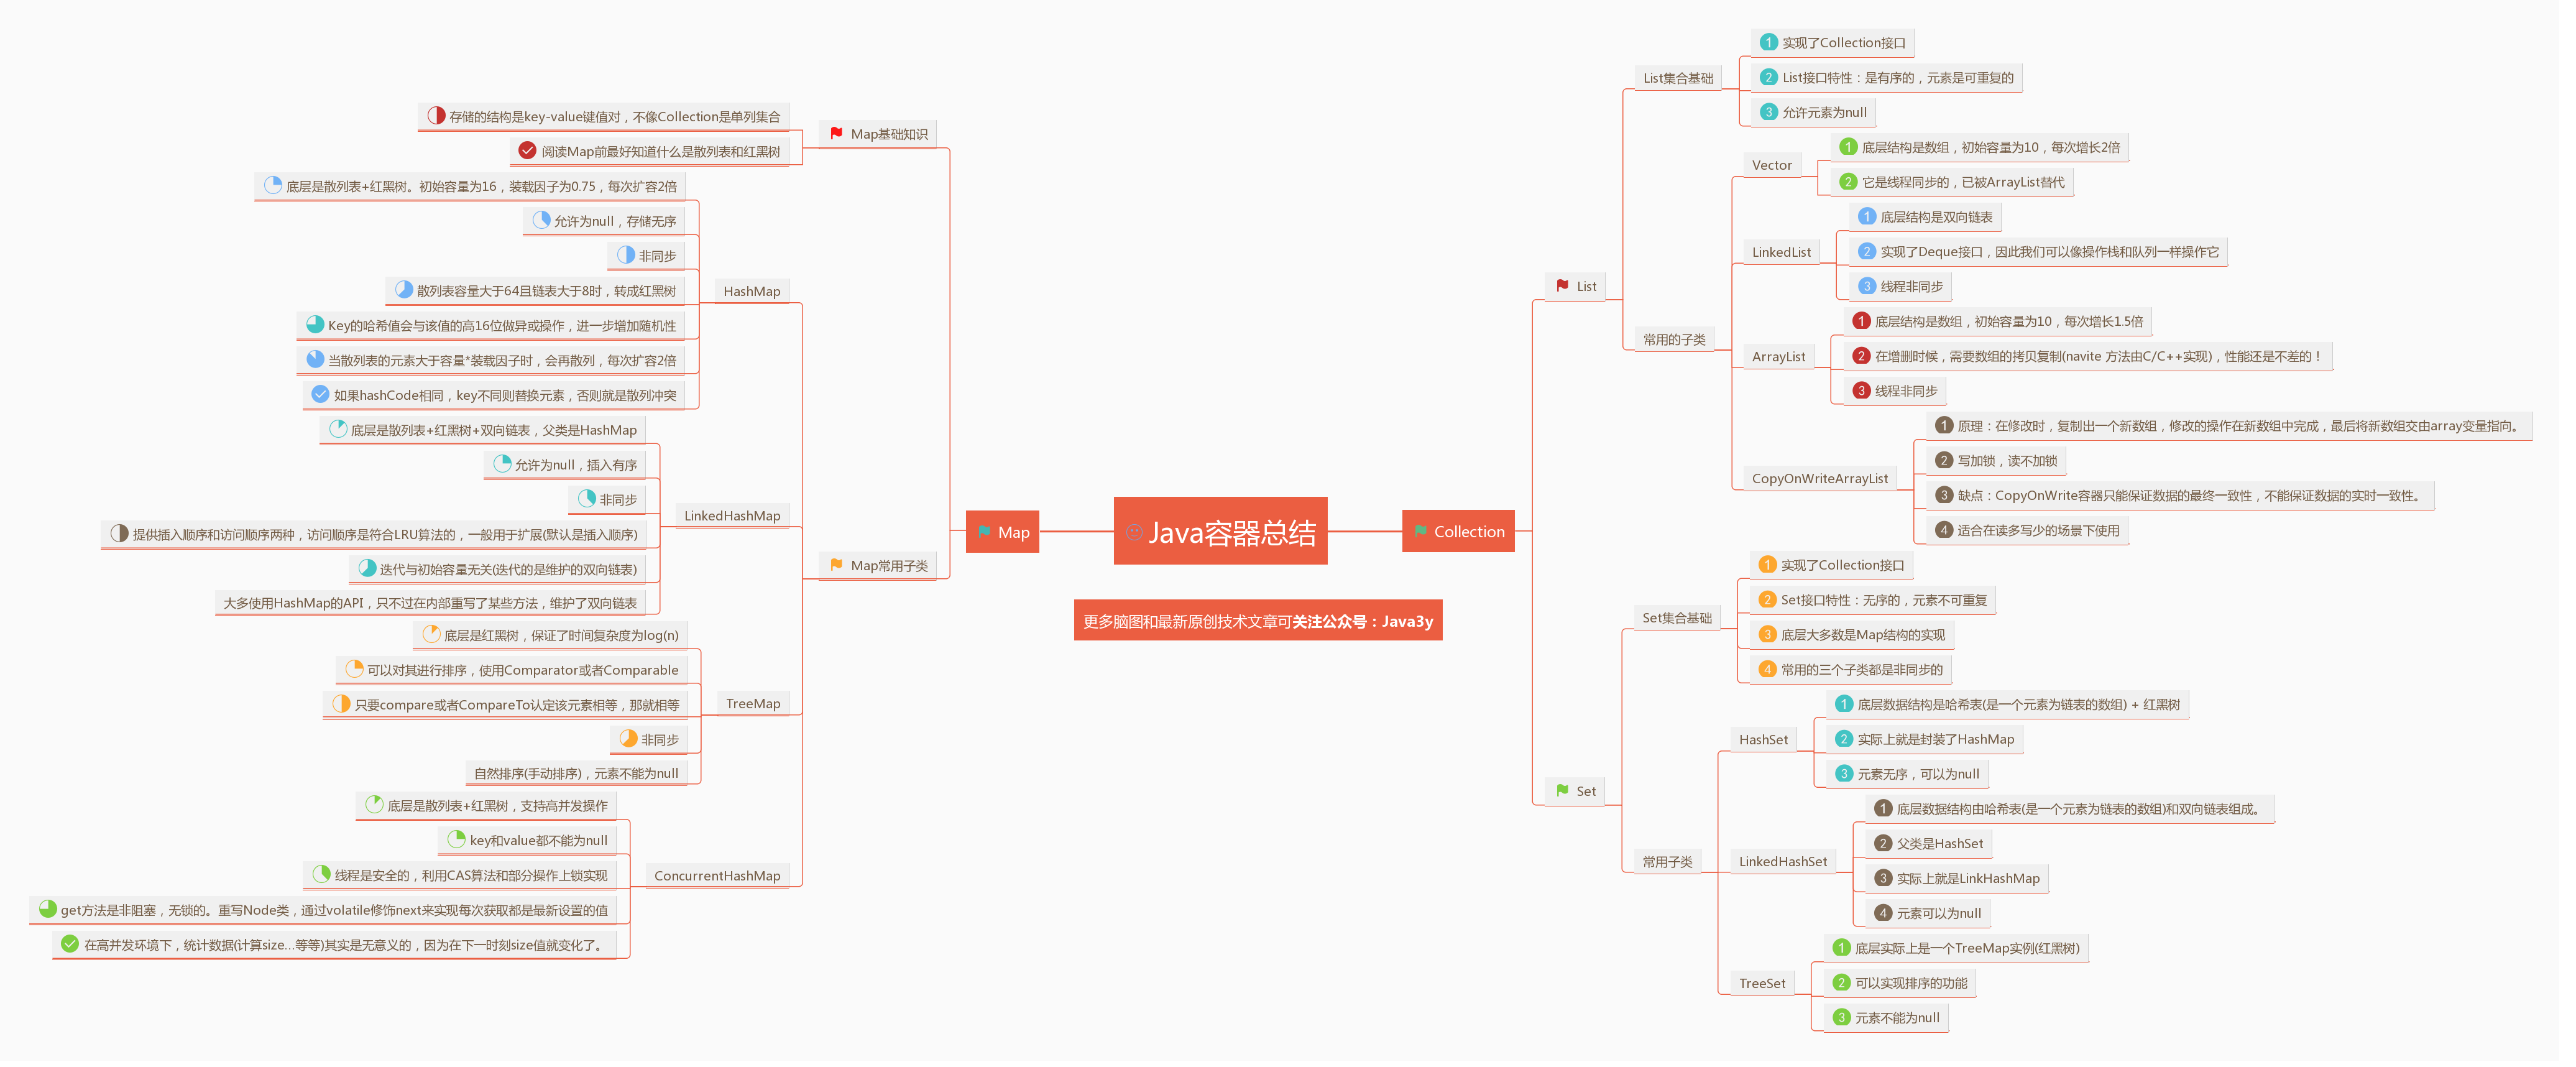 Java容器总结
更多脑图和最新原创技术文章可关注公众号：Java3y
Map
Map基础知识
存储的结构是key-value键值对，不像Collection是单列集合
阅读Map前最好知道什么是散列表和红黑树
Map常用子类
HashMap
底层是散列表+红黑树。初始容量为16，装载因子为0.75，每次扩容2倍
允许为null，存储无序
非同步
散列表容量大于64且链表大于8时，转成红黑树
Key的哈希值会与该值的高16位做异或操作，进一步增加随机性
当散列表的元素大于容量*装载因子时，会再散列，每次扩容2倍
如果hashCode相同，key不同则替换元素，否则就是散列冲突
LinkedHashMap
底层是散列表+红黑树+双向链表，父类是HashMap
允许为null，插入有序
非同步
提供插入顺序和访问顺序两种，访问顺序是符合LRU算法的，一般用于扩展(默认是插入顺序)
迭代与初始容量无关(迭代的是维护的双向链表)
大多使用HashMap的API，只不过在内部重写了某些方法，维护了双向链表
TreeMap
底层是红黑树，保证了时间复杂度为log(n)
可以对其进行排序，使用Comparator或者Comparable
只要compare或者CompareTo认定该元素相等，那就相等
非同步
自然排序(手动排序)，元素不能为null
ConcurrentHashMap
底层是散列表+红黑树，支持高并发操作
key和value都不能为null
线程是安全的，利用CAS算法和部分操作上锁实现
get方法是非阻塞，无锁的。重写Node类，通过volatile修饰next来实现每次获取都是最新设置的值
在高并发环境下，统计数据(计算size...等等)其实是无意义的，因为在下一时刻size值就变化了。
Collection
List
List集合基础
1 实现了Collection接口
2 List接口特性：是有序的，元素是可重复的
3 允许元素为null
常用的子类
Vector
1 底层结构是数组，初始容量为10，每次增长2倍
2 它是线程同步的，已被ArrayList替代
LinkedList
1 底层结构是双向链表
2 实现了Deque接口，因此我们可以像操作栈和队列一样操作它
3 线程非同步
ArrayList
1 底层结构是数组，初始容量为10，每次增长1.5倍
2 在增删时候，需要数组的拷贝复制(navite 方法由C/C++实现)，性能还是不差的！
3 线程非同步
CopyOnWriteArrayList
1 原理：在修改时，复制出一个新数组，修改的操作在新数组中完成，最后将新数组交由array变量指向。
2 写加锁，读不加锁
3 缺点：CopyOnWrite容器只能保证数据的最终一致性，不能保证数据的实时一致性。
4 适合在读多写少的场景下使用
Set
Set集合基础
1 实现了Collection接口
2 Set接口特性：无序的，元素不可重复
3 底层大多数是Map结构的实现
4 常用的三个子类都是非同步的
常用子类
HashSet
1 底层数据结构是哈希表(是一个元素为链表的数组) + 红黑树
2 实际上就是封装了HashMap
3 元素无序，可以为null
LinkedHashSet
1 底层数据结构由哈希表(是一个元素为链表的数组)和双向链表组成。
2 父类是HashSet
3 实际上就是LinkHashMap
4 元素可以为null
TreeSet
1 底层实际上是一个TreeMap实例(红黑树)
2 可以实现排序的功能
3 元素不能为null